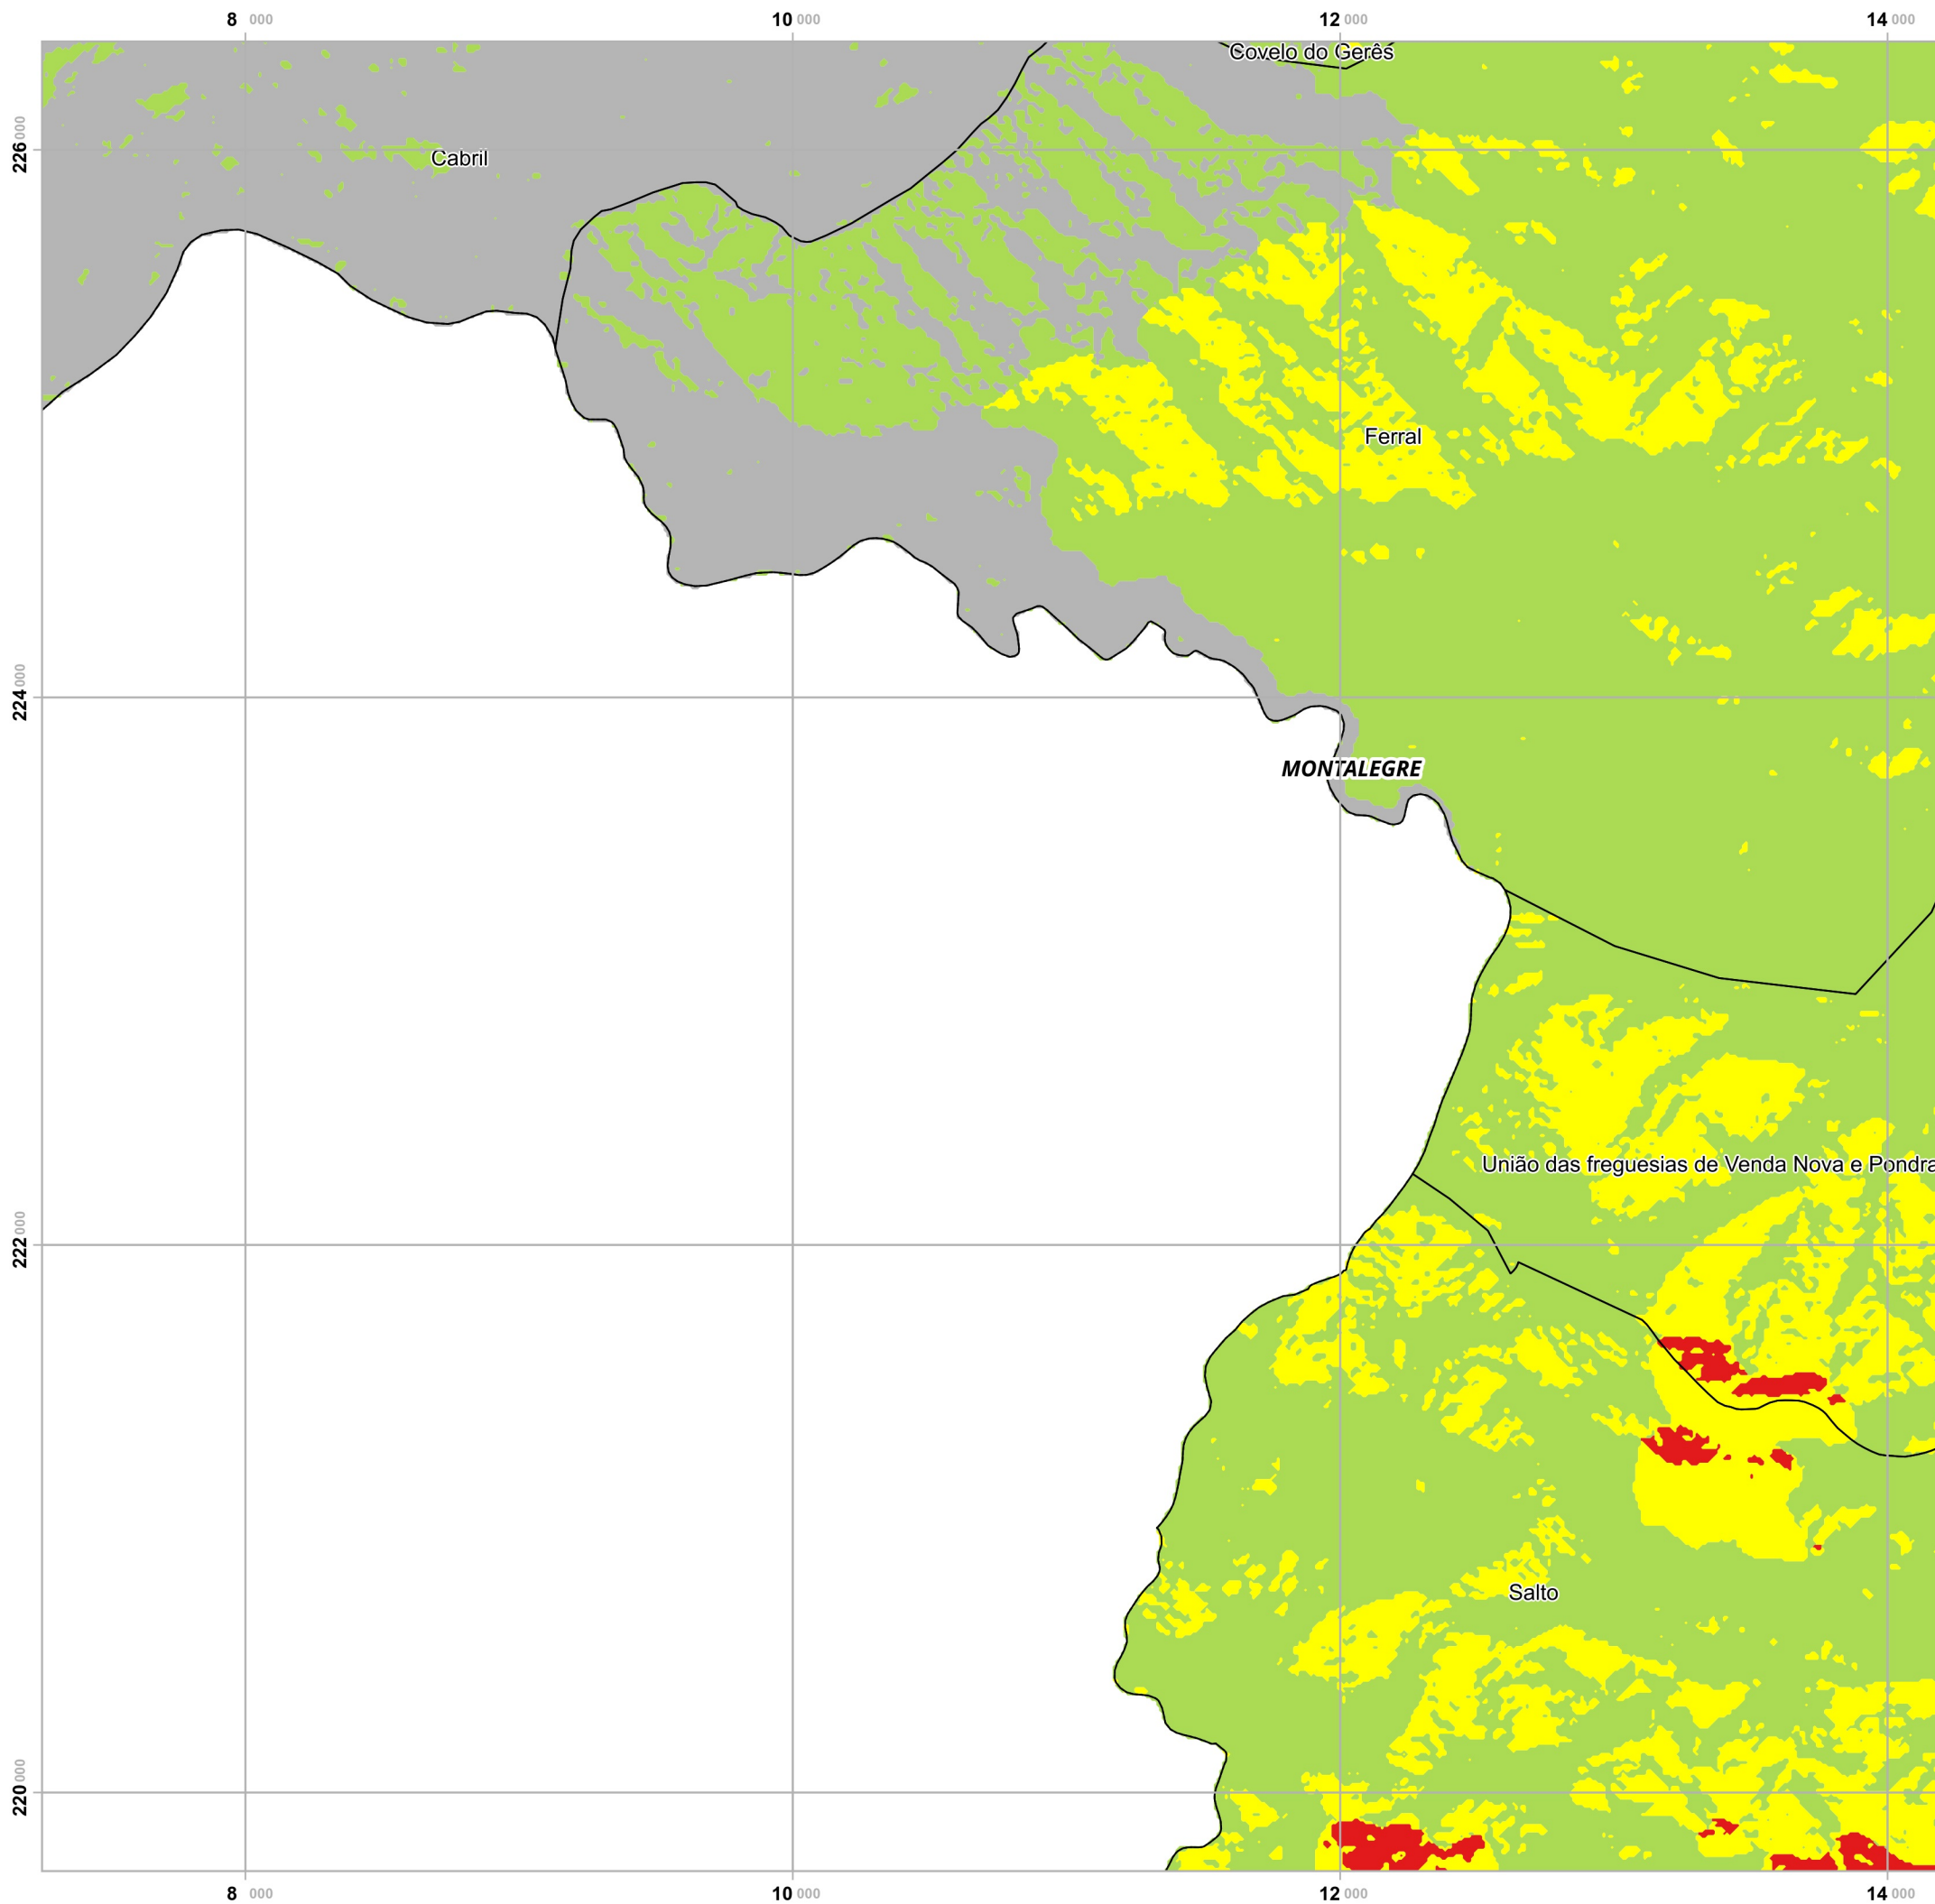 8 000 10 000 12 000 14 000
Covelo do Gerês
226 000
Cabril
Ferral
224 000
MONTALEGRE
União das freguesias de Venda Nova e Pondra
222 000
Salto
220 000
8 000 10 000 12 000 14 000